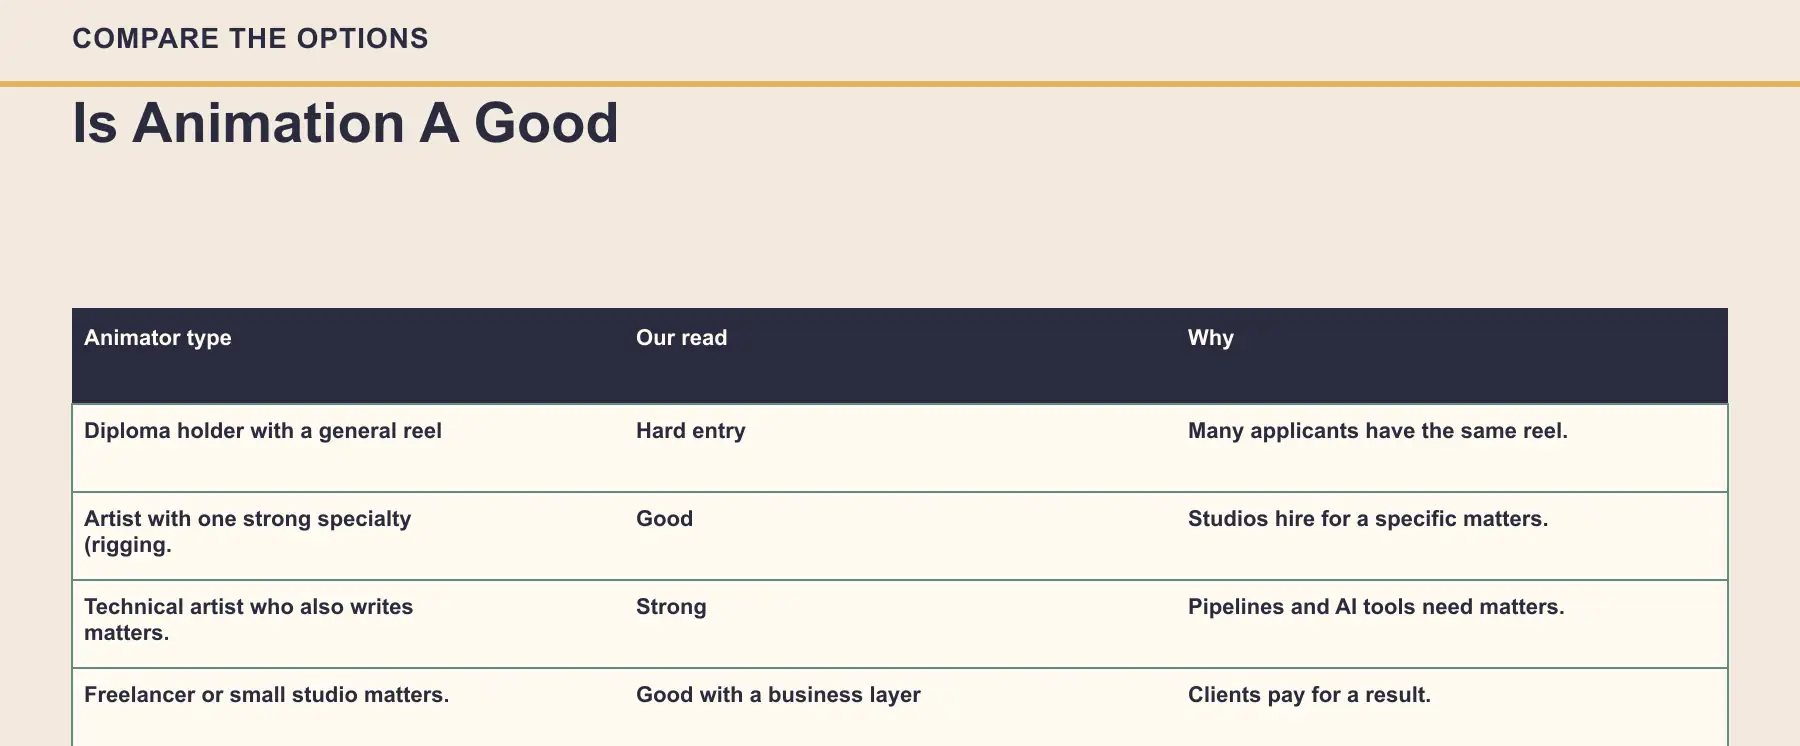 COMPARE THE OPTIONS
Is Animation A Good
Animator type
Our read
Why
Diploma holder with a general reel
Hard entry
Many applicants have the same reel.
Artist with one strong specialty
(rigging.
Good
Studios hire for a specific matters.
Technical artist who also writes
matters.
Strong
Pipelines and AI tools need matters.
Freelancer or small studio matters.
Good with a business layer
Clients pay for a result.